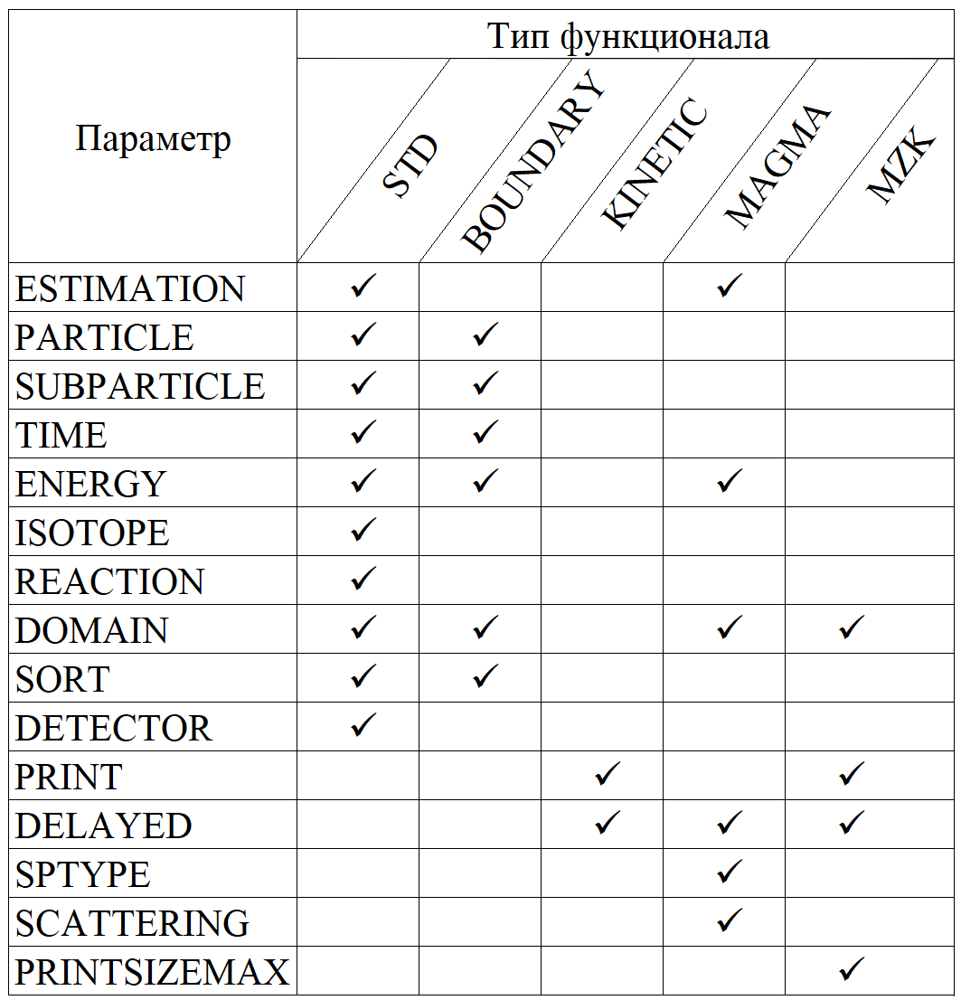 Тип функционала
Параметр
STD
BOUNDARY
KINETIC
MAGMA
MZK
ESTIMATION ✓ ✓
PARTICLE ✓ ✓
SUBPARTICLE ✓ ✓
TIME ✓ ✓
ENERGY ✓ ✓ ✓
ISOTOPE ✓
REACTION ✓
DOMAIN ✓ ✓ ✓ ✓
SORT ✓ ✓
DETECTOR ✓
PRINT ✓ ✓
DELAYED ✓ ✓ ✓
SPTYPE ✓
SCATTERING ✓
PRINTSIZEMAX ✓